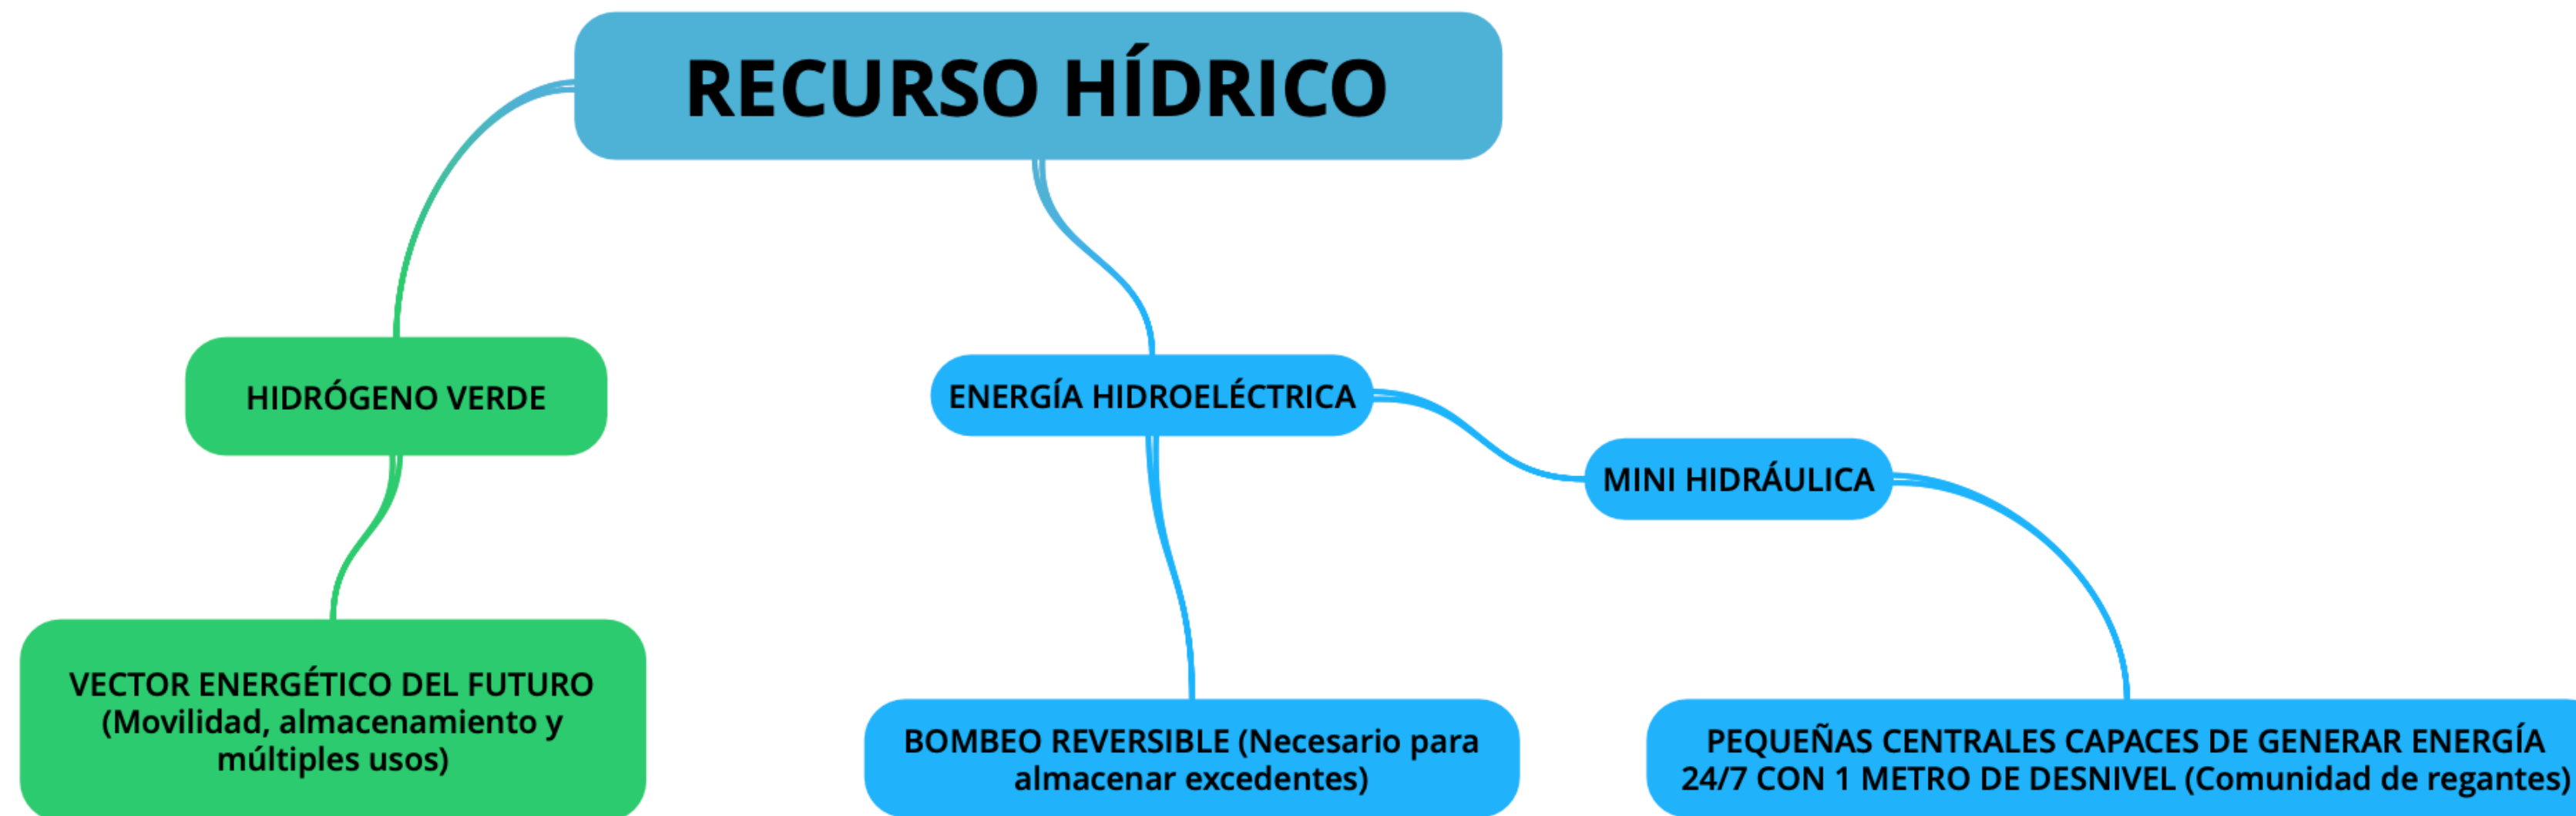 RECURSO HÍDRICO
HIDRÓGENO VERDE
ENERGÍA HIDROELÉCTRICA
MINI HIDRÁULICA
VECTOR ENERGÉTICO DEL FUTURO
(Movilidad, almacenamiento y
múltiples usos)
BOMBEO REVERSIBLE (Necesario para
almacenar excedentes)
PEQUEÑAS CENTRALES CAPACES DE GENERAR ENERGÍA
24/7 CON 1 METRO DE DESNIVEL (Comunidad de regantes)